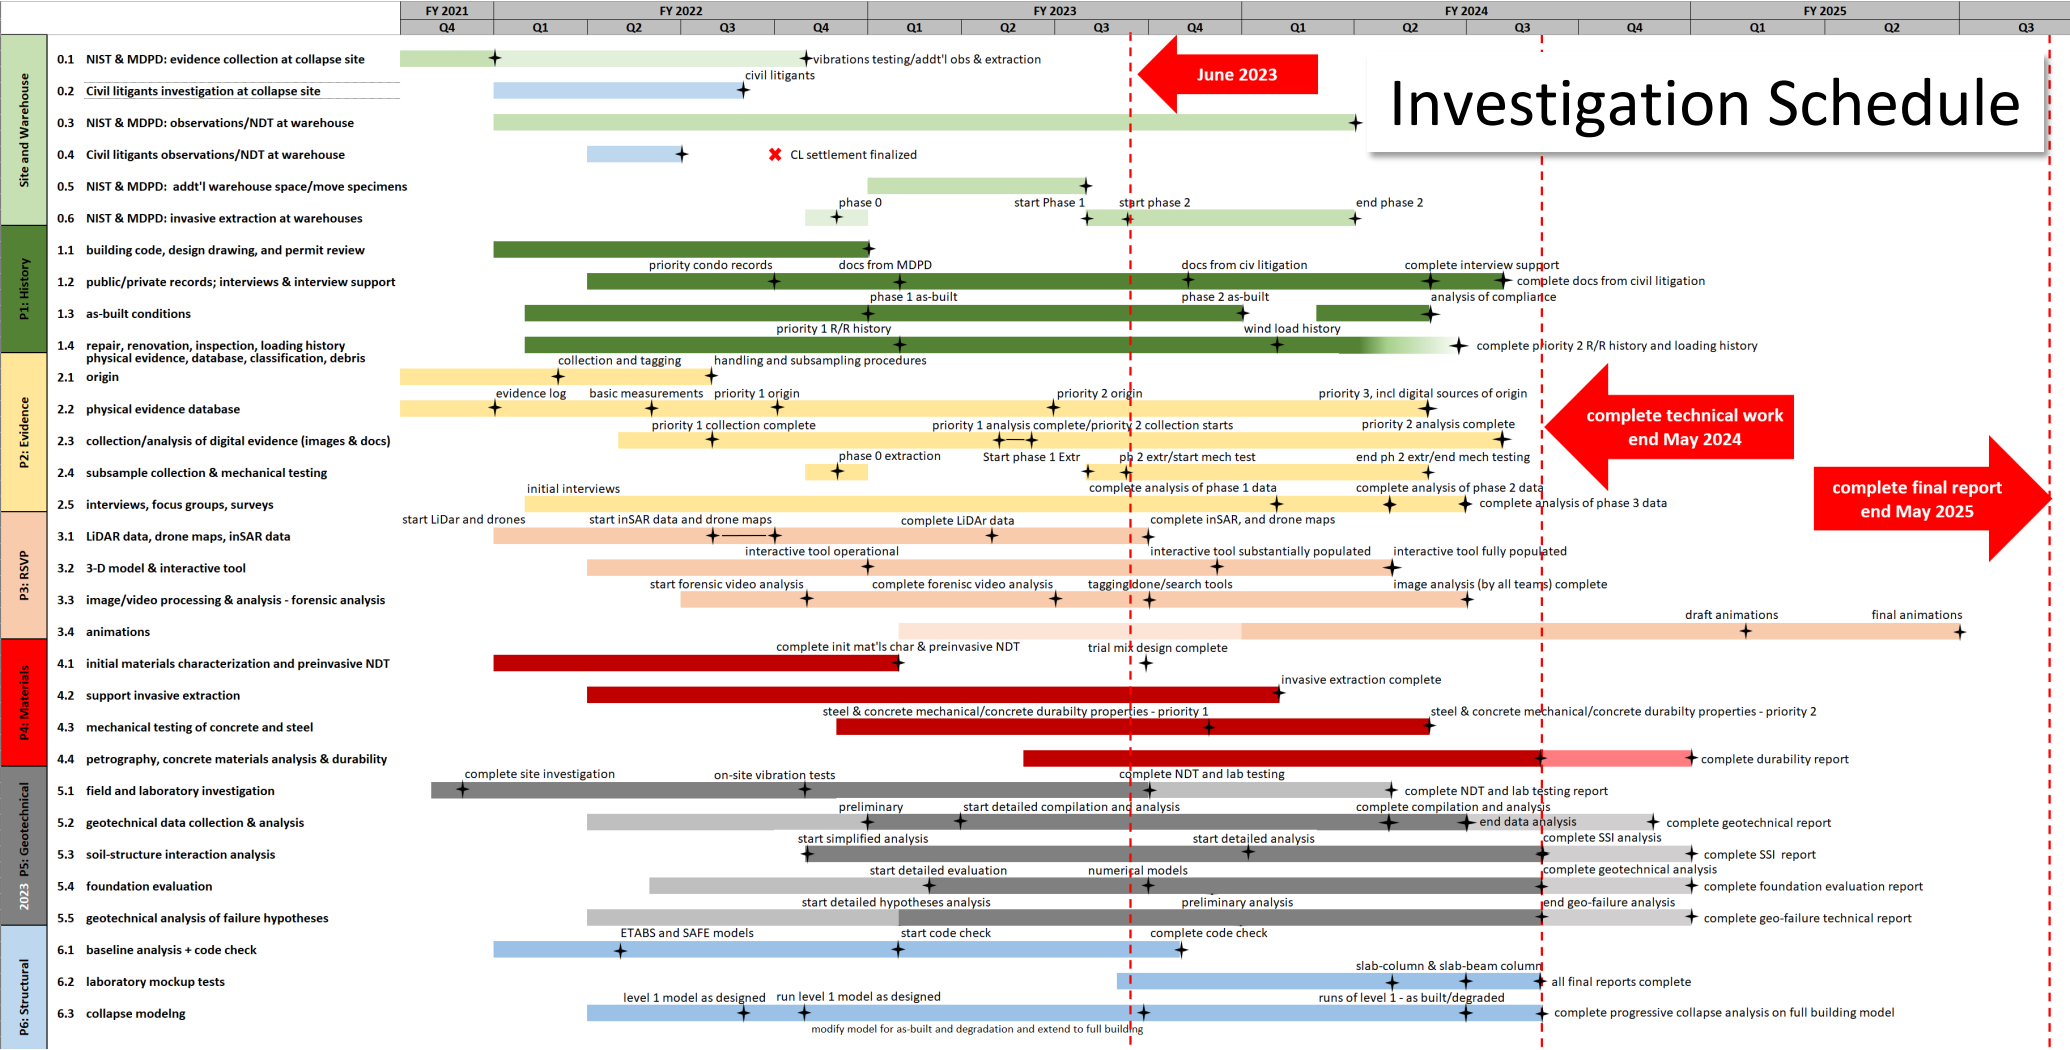 FY 2021 FY 2022 FY 2023 FY 2024 FY 2025
Q4 Q1 Q2 Q3 Q4 Q1 Q2 Q3 Q4 Q1 Q2 Q3 Q4 Q1 Q2 Q3
Investigation Schedule
June 2023
complete technical work
end May 2024
complete final report
end May 2025
Site and Warehouse
0.1 NIST & MDPD: evidence collection at collapse site
vibrations testing/addt'l obs & extraction
civil litigants
0.2 Civil litigants investigation at collapse site
0.3 NIST & MDPD: observations/NDT at warehouse
0.4 Civil litigants observations/NDT at warehouse
CL settlement finalized
0.5 NIST & MDPD: addt'l warehouse space/move specimens
phase 0 start Phase 1 start phase 2 end phase 2
0.6 NIST & MDPD: invasive extraction at warehouses
P1: History
1.1 building code, design drawing, and permit review
priority condo records docs from MDPD docs from civ litigation complete interview support
1.2 public/private records; interviews & interview support
complete docs from civil litigation
phase 1 as-built phase 2 as-built analysis of compliance
1.3 as-built conditions
priority 1 R/R history wind load history
1.4 repair, renovation, inspection, loading history
complete priority 2 R/R history and loading history
P2: Evidence
physical evidence, database, classification, debris
collection and tagging handling and subsampling procedures
2.1 origin
evidence log basic measurements priority 1 origin priority 2 origin priority 3, incl digital sources of origin
2.2 physical evidence database
priority 1 collection complete priority 1 analysis complete/priority 2 collection starts priority 2 analysis complete
2.3 collection/analysis of digital evidence (images & docs)
phase 0 extraction Start phase 1 Extr ph 2 extr/start mech test end ph 2 extr/end mech testing
2.4 subsample collection & mechanical testing
initial interviews complete analysis of phase 1 data complete analysis of phase 2 data
2.5 interviews, focus groups, surveys
complete analysis of phase 3 data
P3: RSVP
start LiDar and drones start inSAR data and drone maps complete LiDAr data complete inSAR, and drone maps
3.1 LiDAR data, drone maps, inSAR data
interactive tool operational interactive tool substantially populated interactive tool fully populated
3.2 3-D model & interactive tool
start forensic video analysis complete forenisc video analysis tagging done/search tools image analysis (by all teams) complete
3.3 image/video processing & analysis - forensic analysis
draft animations final animations
3.4 animations
P4: Materials
complete init mat'ls char & preinvasive NDT trial mix design complete
4.1 initial materials characterization and preinvasive NDT
invasive extraction complete
4.2 support invasive extraction
steel & concrete mechanical/concrete durabilty properties - priority 1 steel & concrete mechanical/concrete durabilty properties - priority 2
4.3 mechanical testing of concrete and steel
4.4 petrography, concrete materials analysis & durability
complete durability report
2023 P5: Geotechnical
complete site investigation on-site vibration tests complete NDT and lab testing
5.1 field and laboratory investigation
complete NDT and lab testing report
preliminary start detailed compilation and analysis complete compilation and analysis
5.2 geotechnical data collection & analysis
end data analysis complete geotechnical report
start simplified analysis start detailed analysis complete SSI analysis
5.3 soil-structure interaction analysis
complete SSI report
start detailed evaluation numerical models complete geotechnical analysis
5.4 foundation evaluation
complete foundation evaluation report
start detailed hypotheses analysis preliminary analysis end geo-failure analysis
5.5 geotechnical analysis of failure hypotheses
complete geo-failure technical report
P6: Structural
ETABS and SAFE models start code check complete code check
6.1 baseline analysis + code check
slab-column & slab-beam column
6.2 laboratory mockup tests
all final reports complete
level 1 model as designed run level 1 model as designed runs of level 1 - as built/degraded
6.3 collapse modelng
complete progressive collapse analysis on full building model
modify model for as-built and degradation and extend to full building